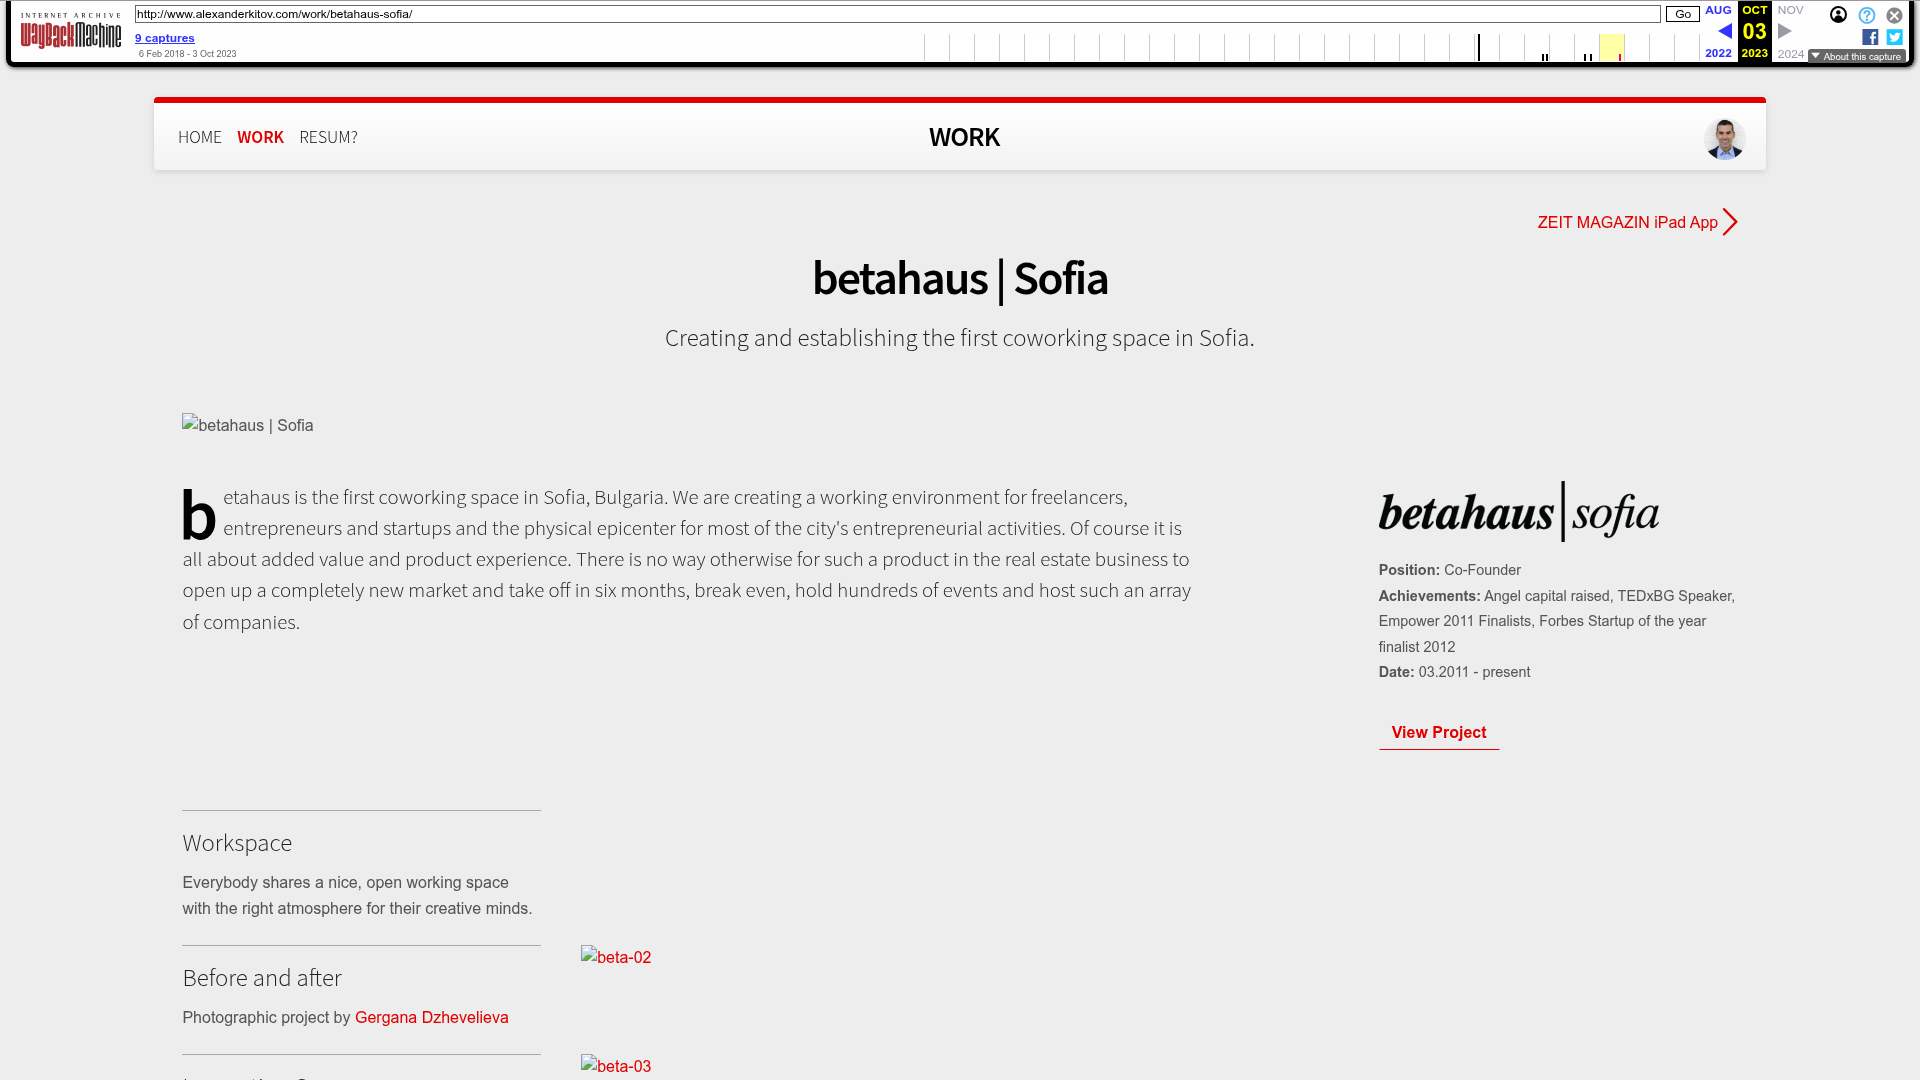 INTERNET ARCHIVE
WayBackMachine
http://www.alexanderkitov.com/work/betahaus-sofia/
Go
9 captures
6 Feb 2018 - 3 Oct 2023
AUG OCT NOV
03
2022 2023 2024
About this capture
HOME WORK RESUM?
WORK
ZEIT MAGAZIN iPad App
betahaus | Sofia
Creating and establishing the first coworking space in Sofia.
betahaus | Sofia
betahaus is the first coworking space in Sofia, Bulgaria. We are creating a working environment for freelancers,
entrepreneurs and startups and the physical epicenter for most of the city's entrepreneurial activities. Of course it is
all about added value and product experience. There is no way otherwise for such a product in the real estate business to
open up a completely new market and take off in six months, break even, hold hundreds of events and host such an array
of companies.
betahaus|sofia
Position: Co-Founder
Achievements: Angel capital raised, TEDxBG Speaker,
Empower 2011 Finalists, Forbes Startup of the year
finalist 2012
Date: 03.2011 - present
View Project
Workspace
Everybody shares a nice, open working space
with the right atmosphere for their creative minds.
beta-02
Before and after
Photographic project by Gergana Dzhevelieva
beta-03